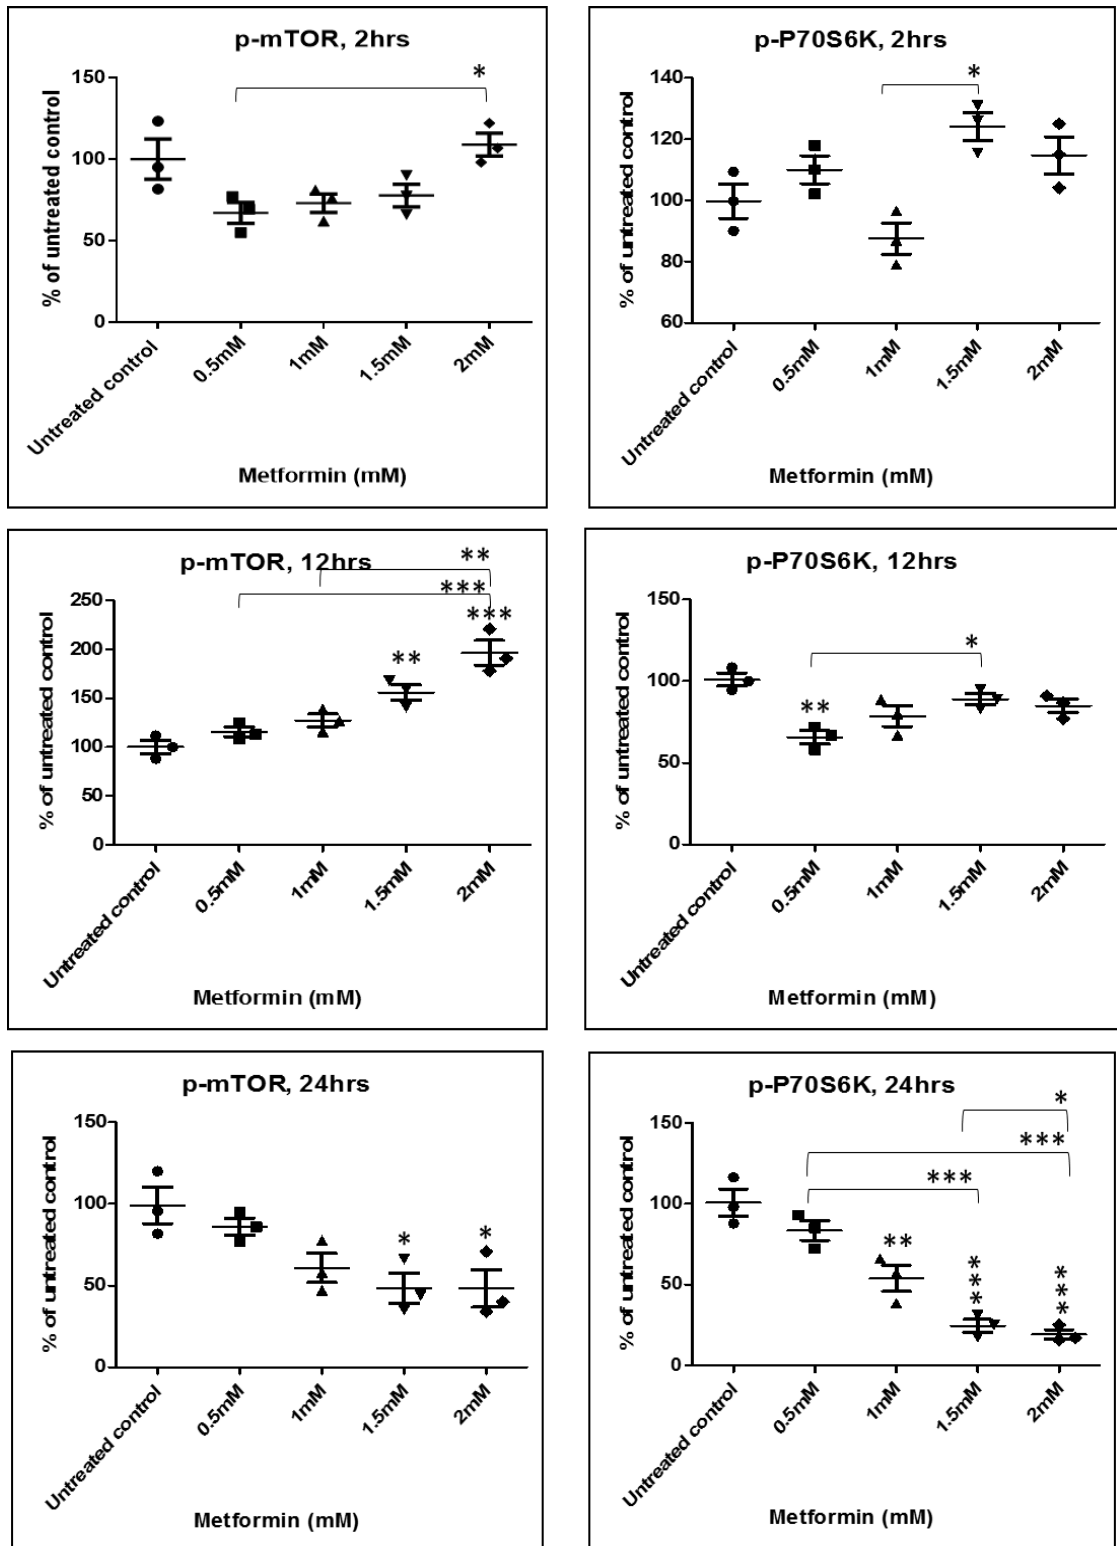 p-mTOR, 2hrs
*
% of untreated control
150
100
50
0
Untreated control
0.5mM
1mM
1.5mM
2mM
Metformin (mM)
p-P70S6K, 2hrs
*
% of untreated control
140
120
100
80
60
Untreated control
0.5mM
1mM
1.5mM
2mM
Metformin (mM)
p-mTOR, 12hrs
**
***
***
**
% of untreated control
250
200
150
100
50
0
Untreated control
0.5mM
1mM
1.5mM
2mM
Metformin (mM)
p-P70S6K, 12hrs
*
**
% of untreated control
150
100
50
0
Untreated control
0.5mM
1mM
1.5mM
2mM
Metformin (mM)
p-mTOR, 24hrs
*
*
% of untreated control
150
100
50
0
Untreated control
0.5mM
1mM
1.5mM
2mM
Metformin (mM)
p-P70S6K, 24hrs
*
***
***
**
***
***
% of untreated control
150
100
50
0
Untreated control
0.5mM
1mM
1.5mM
2mM
Metformin (mM)